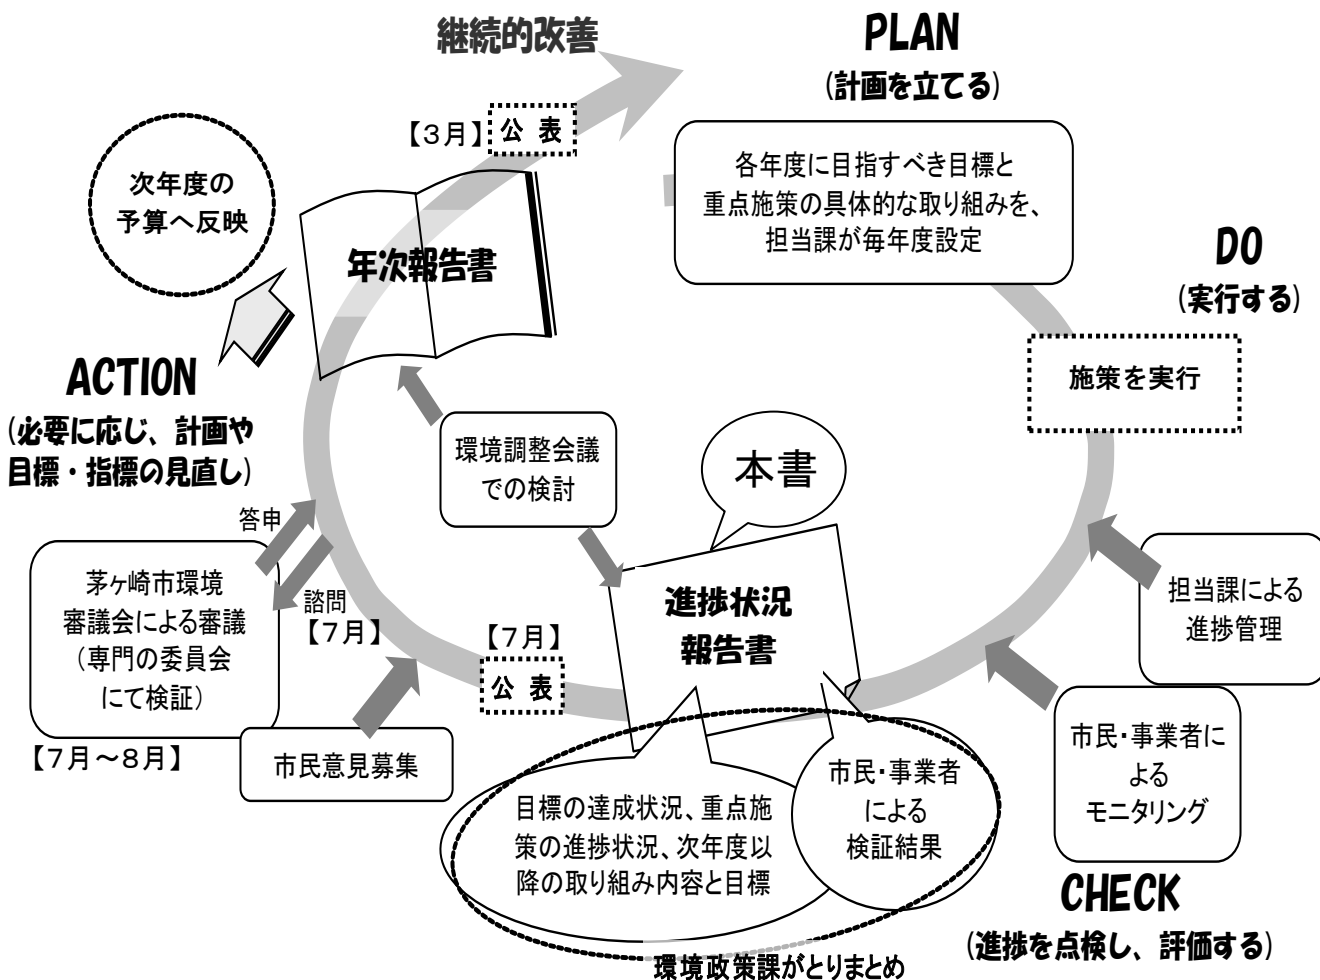 継続的改善
PLAN
(計画を立てる)
各年度に目指すべき目標と
重点施策の具体的な取り組みを、
担当課が毎年度設定
DO
(実行する)
施策を実行
担当課による
進捗管理
市民・事業者に
よる
モニタリング
CHECK
(進捗を点検し、評価する)
本書
進捗状況
報告書
目標の達成状況、重点施
策の進捗状況、次年度以
降の取り組み内容と目標
市民・事業者
による
検証結果
環境政策課がとりまとめ
【7月】
公 表
環境調整会議
での検討
市民意見募集
諮問
【7月】
答申
茅ヶ崎市環境
審議会による審議
(専門の委員会
にて検証)
【7月～8月】
ACTION
(必要に応じ、計画や
目標・指標の見直し)
次年度の
予算へ反映
年次報告書
【3月】
公 表